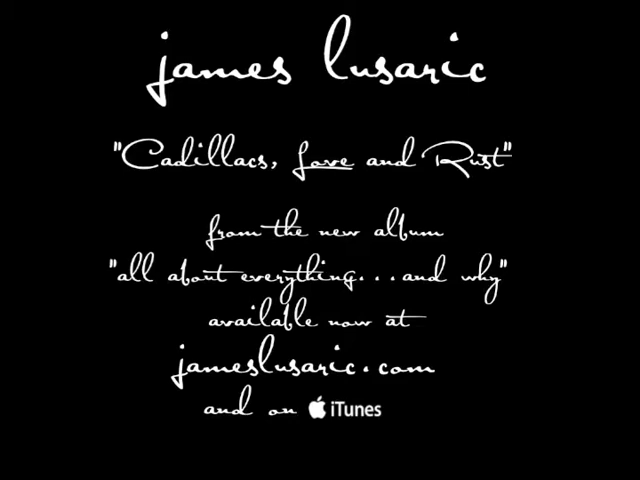 james lusaric
"Cadillacs, Love and Rust"
from the new album
"all about everything...and why"
available now at
jameslusaric.com
and on iTunes